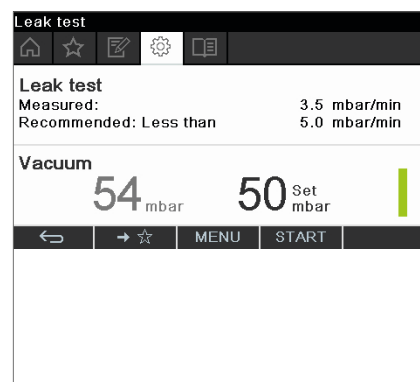 Leak test
Leak test
Measured: 3.5 mbar/min
Recommended: Less than 5.0 mbar/min
Vacuum
54 mbar 50 Set mbar
MENU START